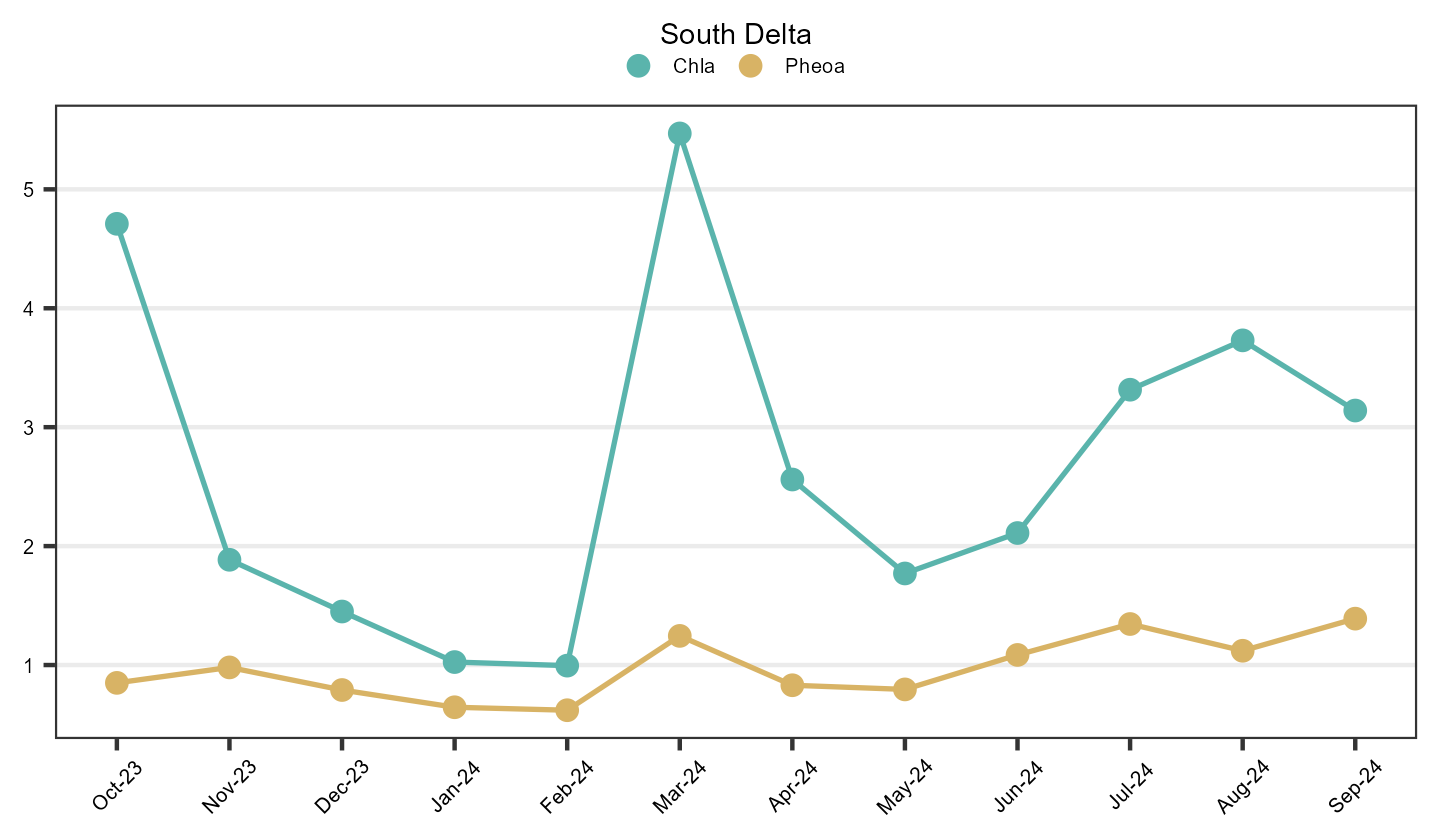 South Delta
Chla Pheoa
5
4
3
2
1
Oct-23 Nov-23 Dec-23 Jan-24 Feb-24 Mar-24 Apr-24 May-24 Jun-24 Jul-24 Aug-24 Sep-24